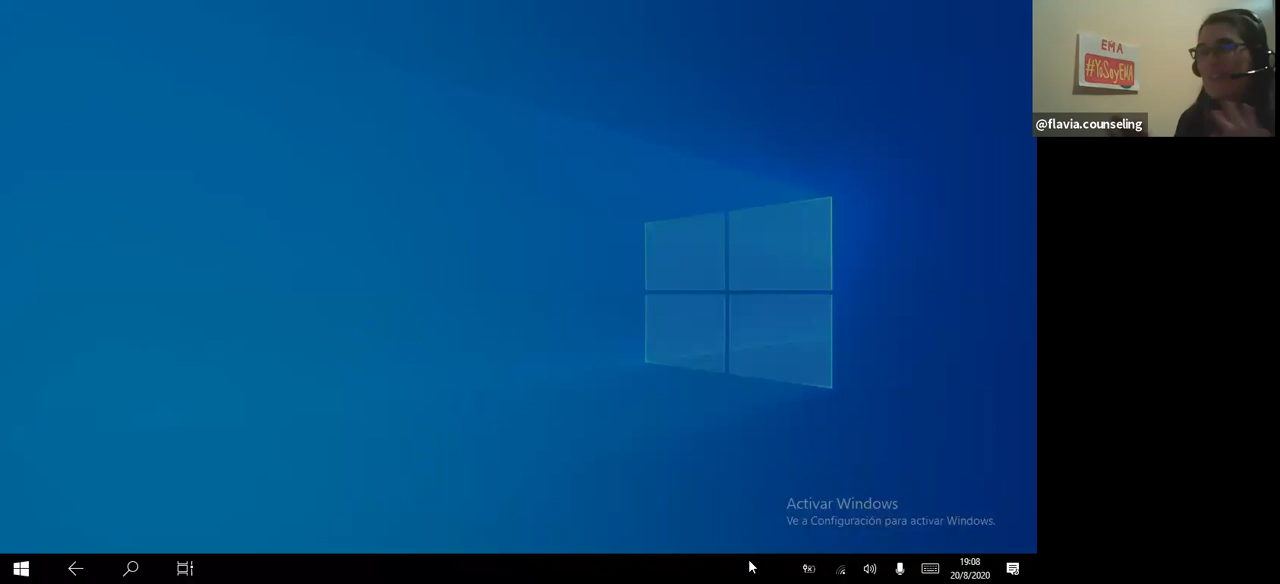 EMA
#YoSoyEMA
@flavia.counseling
Activar Windows
Ve a Configuración para activar Windows.
19:08
20/8/2020